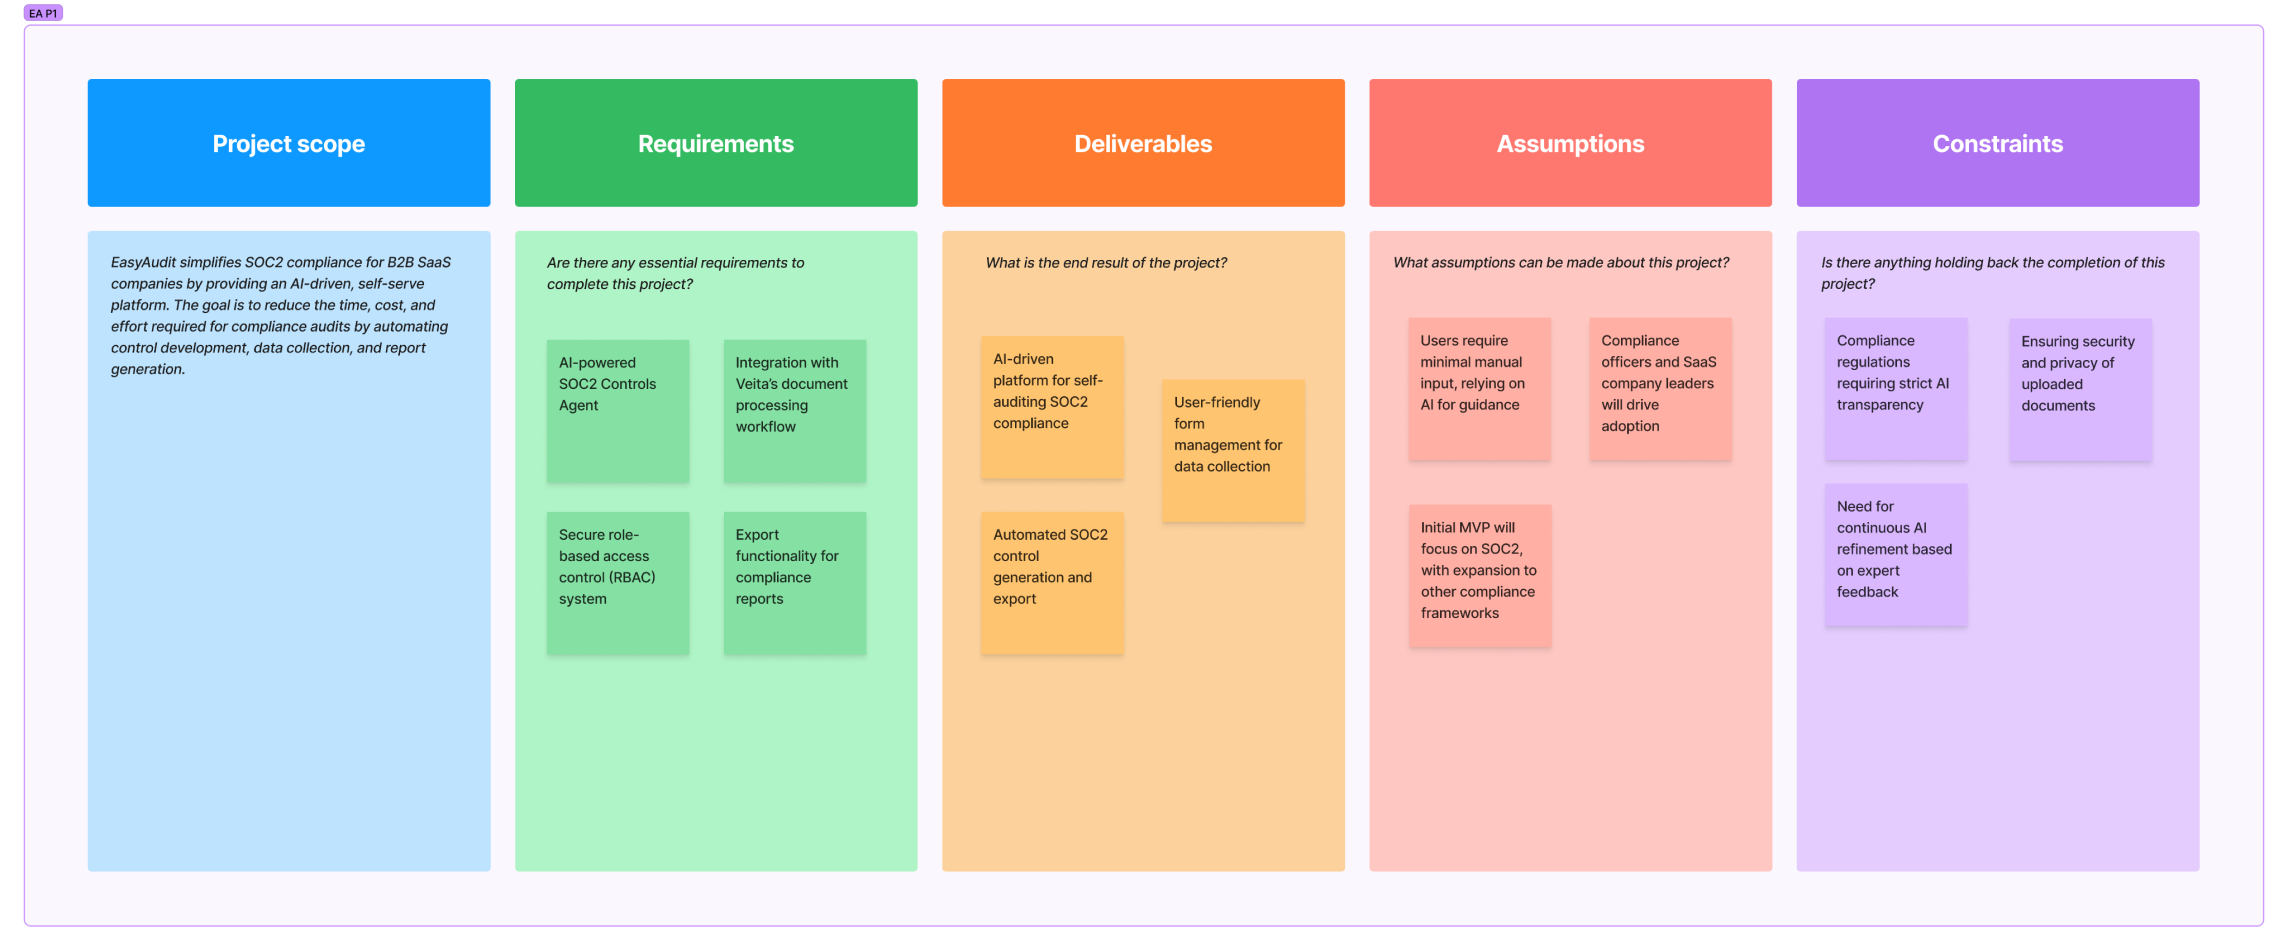 EA P1
Project scope
EasyAudit simplifies SOC2 compliance for B2B SaaS
companies by providing an AI-driven, self-serve
platform. The goal is to reduce the time, cost, and
effort required for compliance audits by automating
control development, data collection, and report
generation.
Requirements
Are there any essential requirements to
complete this project?
AI-powered
SOC2 Controls
Agent
Integration with
Veita's document
processing
workflow
Secure role-
based access
control (RBAC)
system
Export
functionality for
compliance
reports
Deliverables
What is the end result of the project?
AI-driven
platform for self-
auditing SOC2
compliance
User-friendly
form
management for
data collection
Automated SOC2
control
generation and
export
Assumptions
What assumptions can be made about this project?
Users require
minimal manual
input, relying on
AI for guidance
Compliance
officers and SaaS
company leaders
will drive
adoption
Initial MVP will
focus on SOC2,
with expansion to
other compliance
frameworks
Constraints
Is there anything holding back the completion of this
project?
Compliance
regulations
requiring strict AI
transparency
Ensuring security
and privacy of
uploaded
documents
Need for
continuous AI
refinement based
on expert
feedback